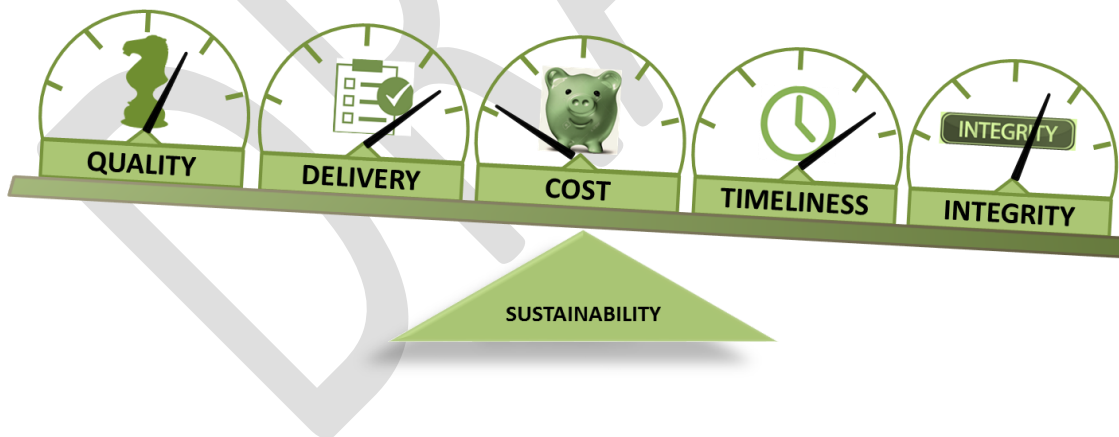 INTEGRITY
QUALITY
DELIVERY
COST
TIMELINESS
INTEGRITY
SUSTAINABILITY